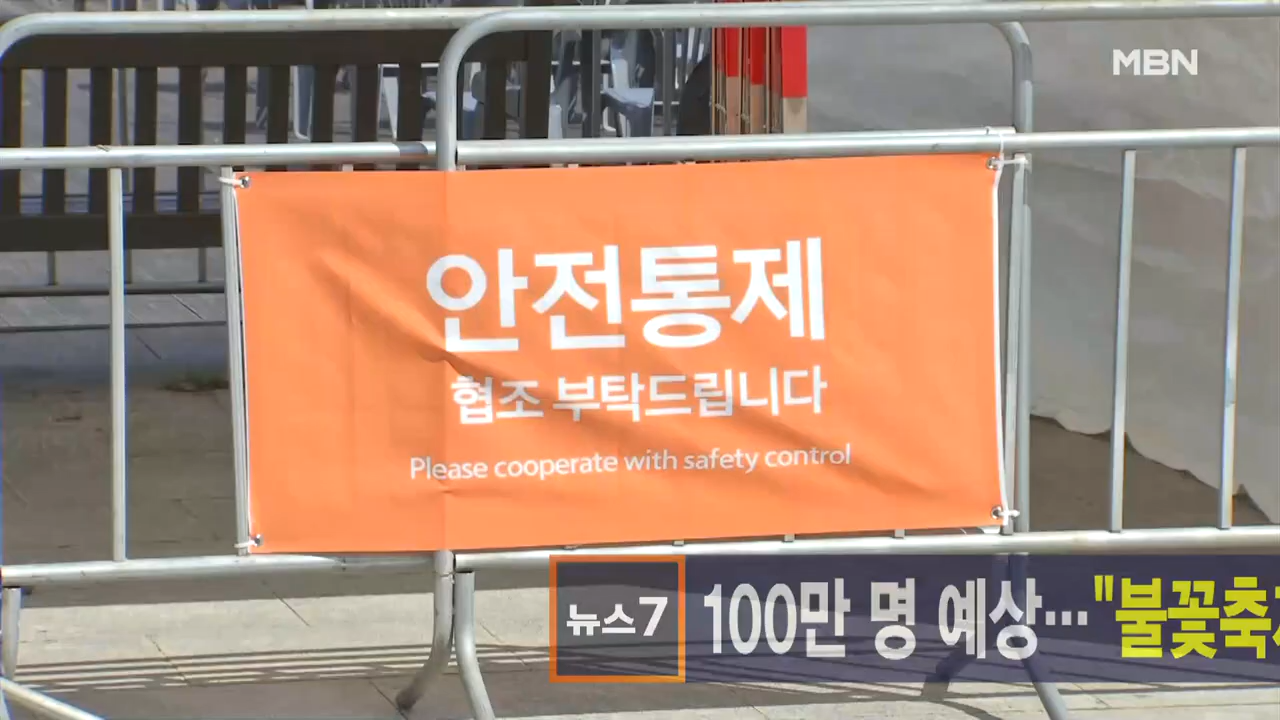 MBN
안전통제
협조 부탁드립니다
Please cooperate with safety control
뉴스7
100만 명 예상…"불꽃축